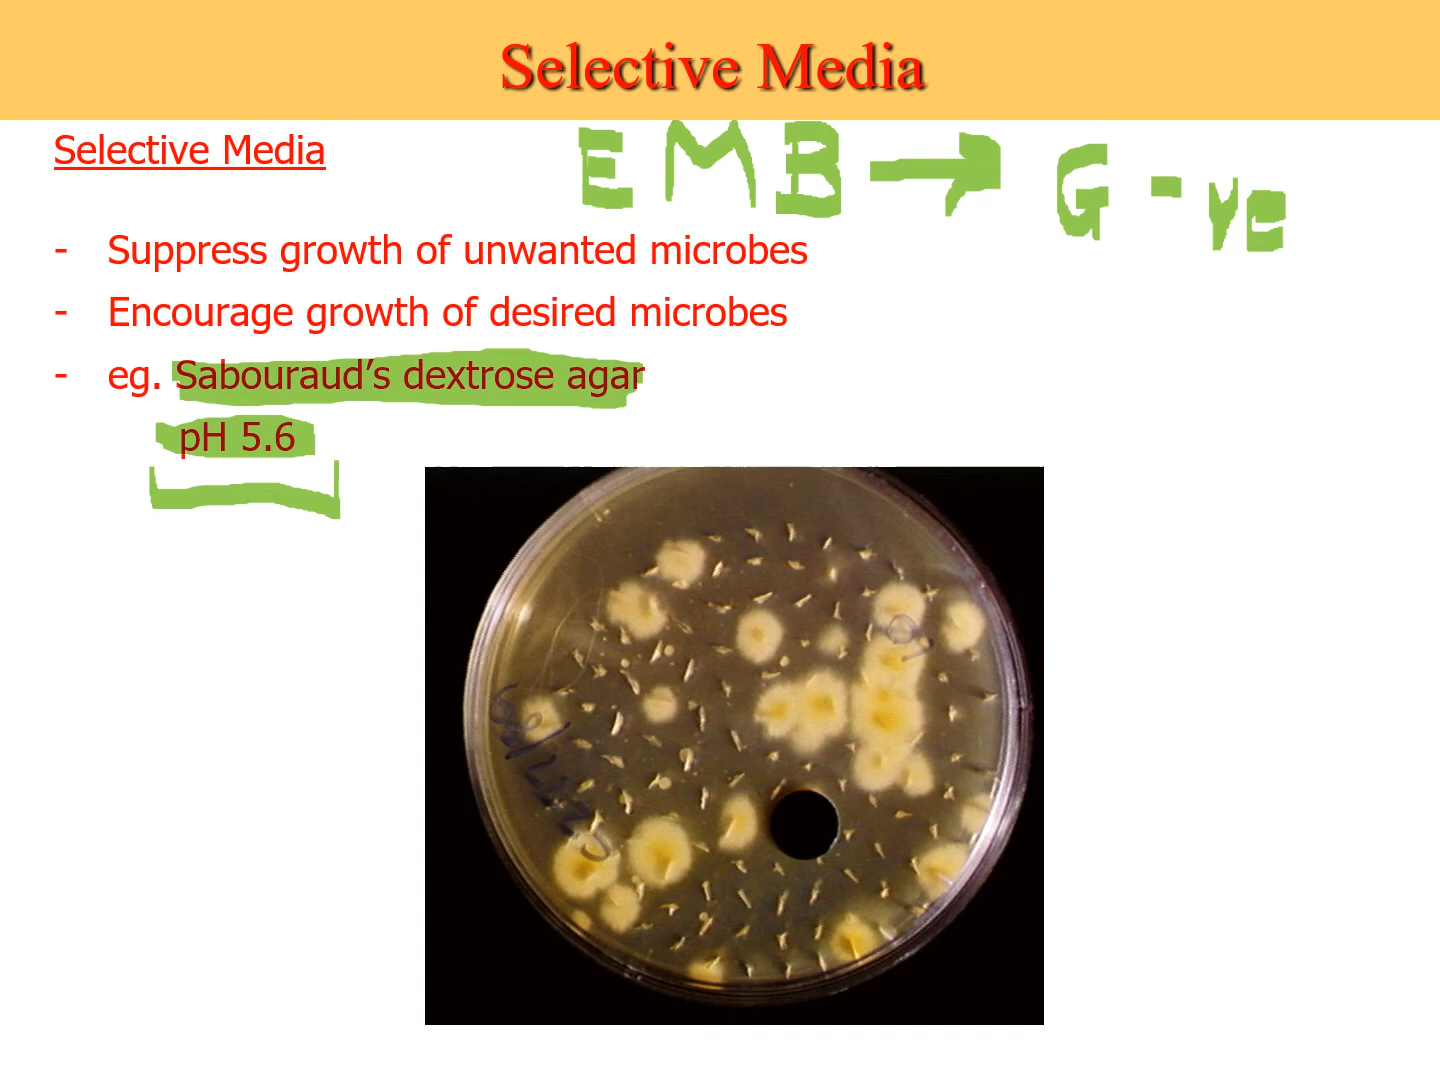 Selective Media
Selective Media
EMB → G -ve
- Suppress growth of unwanted microbes
- Encourage growth of desired microbes
- eg. Sabouraud’s dextrose agar
pH 5.6